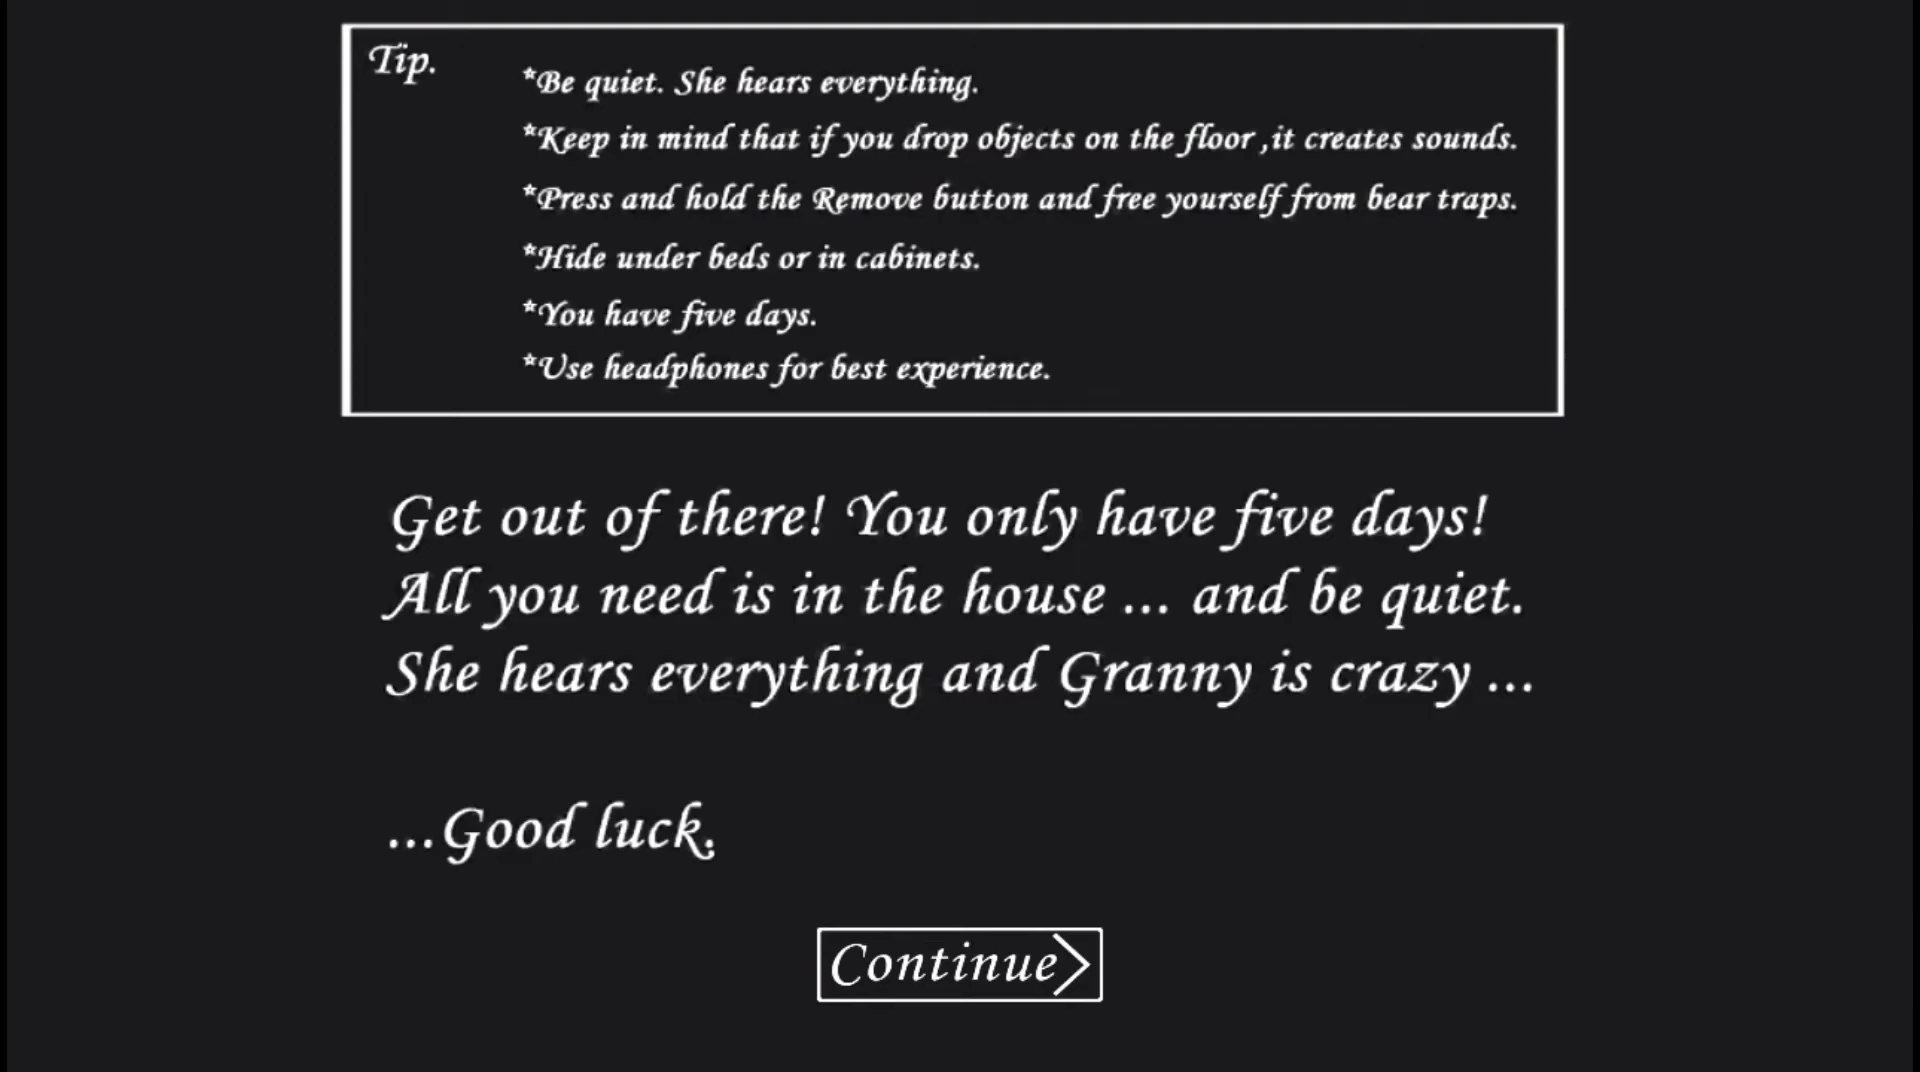 Tip.
*Be quiet. She hears everything.
*Keep in mind that if you drop objects on the floor ,it creates sounds.
*Press and hold the Remove button and free yourself from bear traps.
*Hide under beds or in cabinets.
*You have five days.
*Use headphones for best experience.
Get out of there! You only have five days!
All you need is in the house ... and be quiet.
She hears everything and Granny is crazy ...
...Good luck.
Continue>